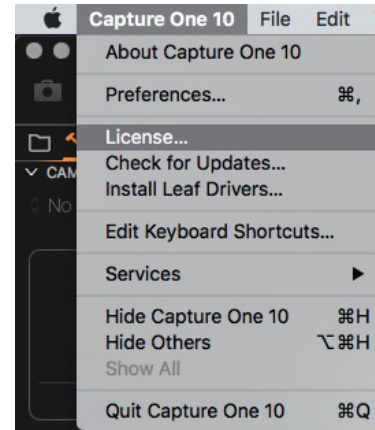 Capture One 10 File Edit
About Capture One 10
Preferences... ⌘,
License...
Check for Updates...
CAM
Install Leaf Drivers...
No
Edit Keyboard Shortcuts...
Services ▶
Hide Capture One 10 ⌘H
Hide Others ⌥⌘H
Show All
Quit Capture One 10 ⌘Q